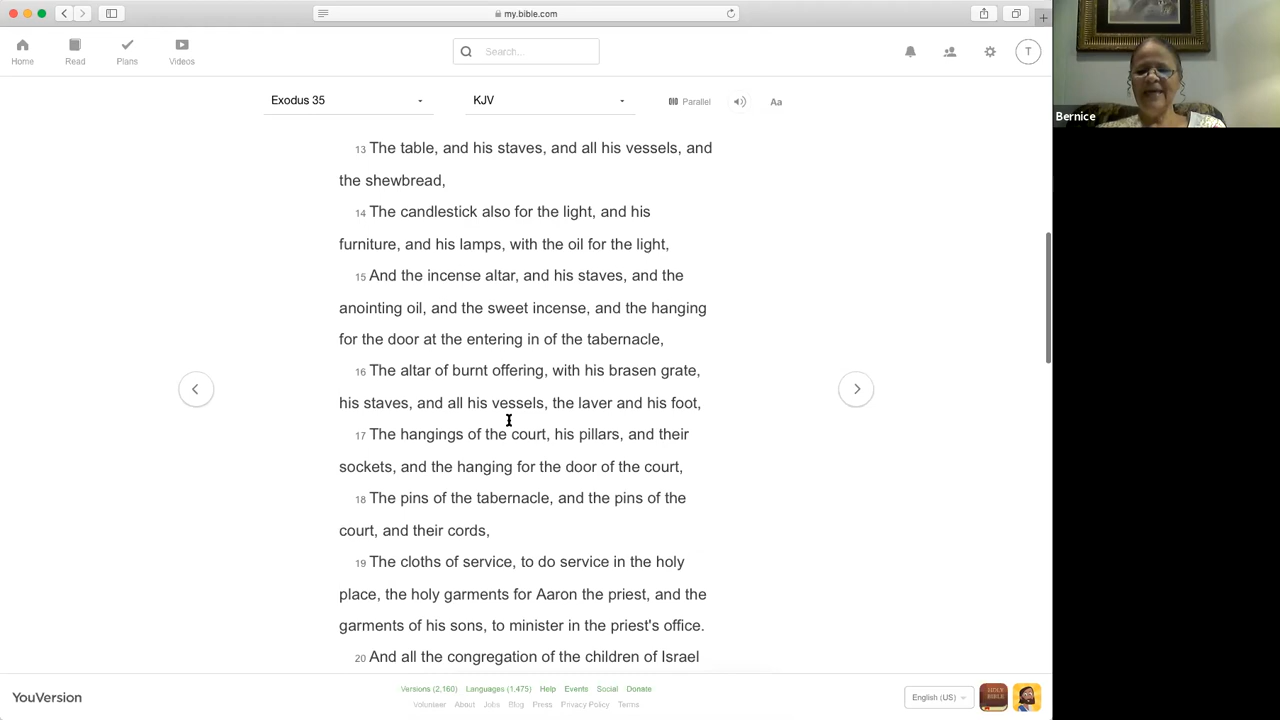 my.bible.com
Home
Read
Plans
Videos
Search...
T
Bernice
Exodus 35
KJV
Parallel
Aa
13 The table, and his staves, and all his vessels, and
the shewbread,
14 The candlestick also for the light, and his
furniture, and his lamps, with the oil for the light,
15 And the incense altar, and his staves, and the
anointing oil, and the sweet incense, and the hanging
for the door at the entering in of the tabernacle,
16 The altar of burnt offering, with his brasen grate,
his staves, and all his vessels, the laver and his foot,
17 The hangings of the court, his pillars, and their
sockets, and the hanging for the door of the court,
18 The pins of the tabernacle, and the pins of the
court, and their cords,
19 The cloths of service, to do service in the holy
place, the holy garments for Aaron the priest, and the
garments of his sons, to minister in the priest's office.
20 And all the congregation of the children of Israel
YouVersion
Versions (2,160) Languages (1,475) Help Events Social Donate
Volunteer About Jobs Blog Press Privacy Policy Terms
English (US)
HOLY BIBLE